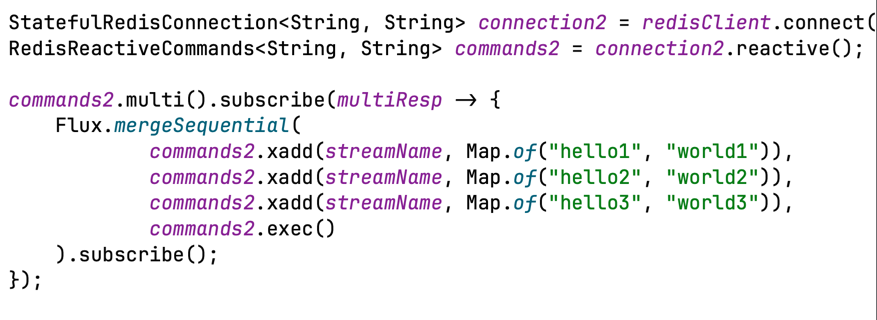 StatefulRedisConnection<String, String> connection2 = redisClient.connect(
RedisReactiveCommands<String, String> commands2 = connection2.reactive();
commands2.multi().subscribe(multiResp -> {
    Flux.mergeSequential(
            commands2.xadd(streamName, Map.of("hello1", "world1")),
            commands2.xadd(streamName, Map.of("hello2", "world2")),
            commands2.xadd(streamName, Map.of("hello3", "world3")),
            commands2.exec()
    ).subscribe();
});